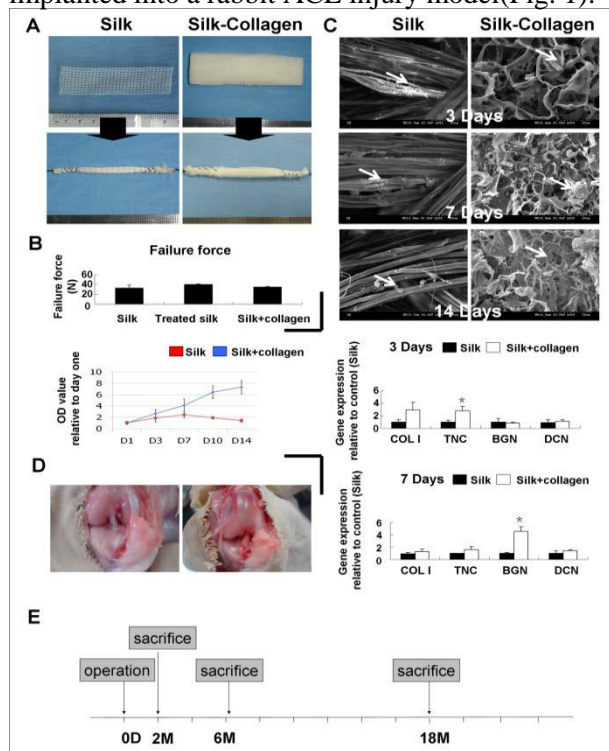 implanted into a rabbit ACL injury model(Fig. 1).
A
Silk
Silk-Collagen
B
Failure force
Failure force
(N)
60
40
20
0
Silk
Treated silk
Silk+collagen
Silk
Silk+collagen
OD value
relative to day one
10
8
6
4
2
0
D1
D3
D7
D10
D14
C
Silk
Silk-Collagen
3 Days
7 Days
14 Days
3 Days
Silk
Silk+collagen
Gene expression
relative to control (Silk)
6
4
2
0
*
COL I
TNC
BGN
DCN
7 Days
Silk
Silk+collagen
Gene expression
relative to control (Silk)
6
4
2
0
*
COL I
TNC
BGN
DCN
D
E
operation
sacrifice
sacrifice
sacrifice
0D
2M
6M
18M